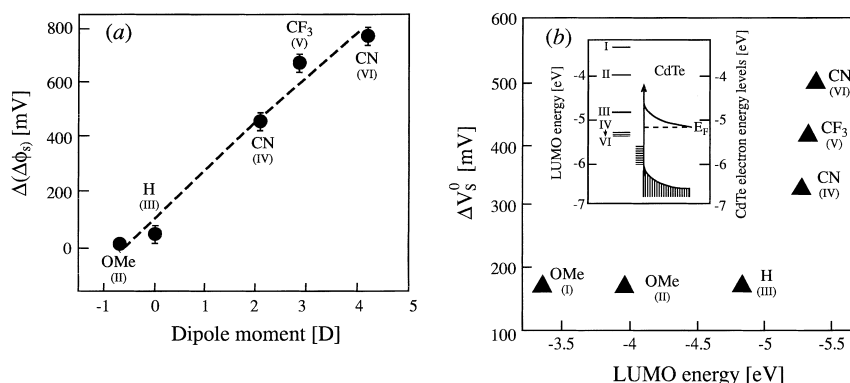 (a)
800
600
400
200
0
Δ(Δϕs) [mV]
CF3
(V)
CN
(VI)
CN
(IV)
H
(III)
OMe
(II)
-1 0 1 2 3 4 5
Dipole moment [D]
(b)
600
500
400
300
200
100
ΔVS0 [mV]
CN
(VI)
CF3
(V)
CN
(IV)
OMe
(I)
OMe
(II)
H
(III)
-3.5 -4 -4.5 -5 -5.5
LUMO energy [eV]
LUMO energy [eV]
-4
-5
-6
-7
I
II
III
IV
VI
CdTe
EF
-4
-5
-6
-7
CdTe electron energy levels [eV]